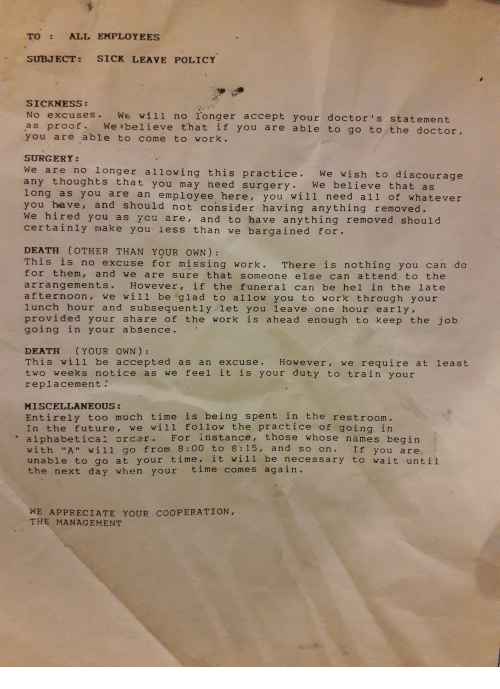 TO : ALL EMPLOYEES
SUBJECT: SICK LEAVE POLICY
SICKNESS:
No excuses. We will no longer accept your doctor's statement
as proof. We believe that if you are able to go to the doctor,
you are able to come to work.
SURGERY:
We are no longer allowing this practice. We wish to discourage
any thoughts that you may need surgery. We believe that as
long as you are an employee here, you will need all of whatever
you have, and should not consider having anything removed.
We hired you as you are, and to have anything removed should
certainly make you less than we bargained for.
DEATH (OTHER THAN YOUR OWN):
This is no excuse for missing work. There is nothing you can do
for them, and we are sure that someone else can attend to the
arrangements. However, if the funeral can be hel in the late
afternoon, we will be glad to allow you to work through your
lunch hour and subsequently let you leave one hour early,
provided your share of the work is ahead enough to keep the job
going in your absence.
DEATH (YOUR OWN):
This will be accepted as an excuse. However, we require at least
two weeks notice as we feel it is your duty to train your
replacement.
MISCELLANEOUS:
Entirely too much time is being spent in the restroom.
In the future, we will follow the practice of going in
alphabetical order. For instance, those whose names begin
with "A" will go from 8:00 to 8:15, and so on. If you are
unable to go at your time, it will be necessary to wait until
the next day when your time comes again.
WE APPRECIATE YOUR COOPERATION,
THE MANAGEMENT